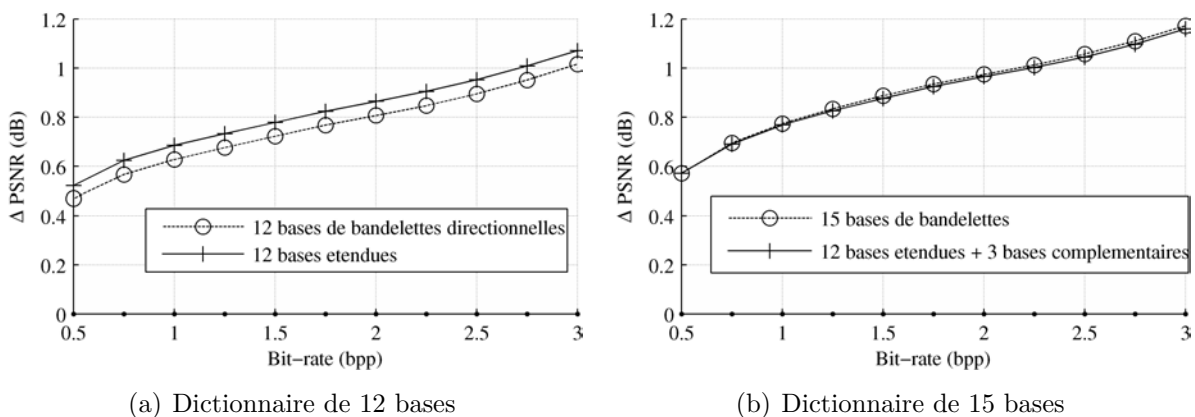 1.2
1
0.8
0.6
0.4
0.2
0
Δ PSNR (dB)
12 bases de bandelettes directionnelles
12 bases etendues
0.5 1 1.5 2 2.5 3
Bit−rate (bpp)
(a) Dictionnaire de 12 bases
1.2
1
0.8
0.6
0.4
0.2
0
Δ PSNR (dB)
15 bases de bandelettes
12 bases etendues + 3 bases complementaires
0.5 1 1.5 2 2.5 3
Bit−rate (bpp)
(b) Dictionnaire de 15 bases